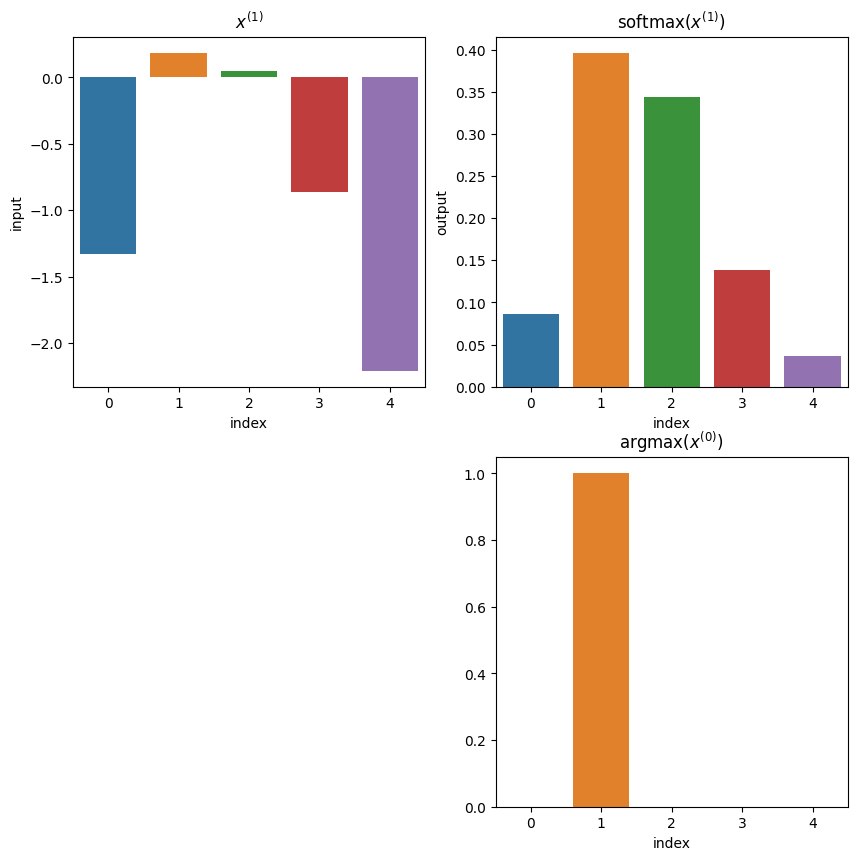 x^(1)
0.0
−0.5
−1.0
−1.5
−2.0
input
0 1 2 3 4
index
softmax(x^(1))
0.40
0.35
0.30
0.25
0.20
0.15
0.10
0.05
0.00
output
0 1 2 3 4
index
argmax(x^(0))
1.0
0.8
0.6
0.4
0.2
0.0
0 1 2 3 4
index